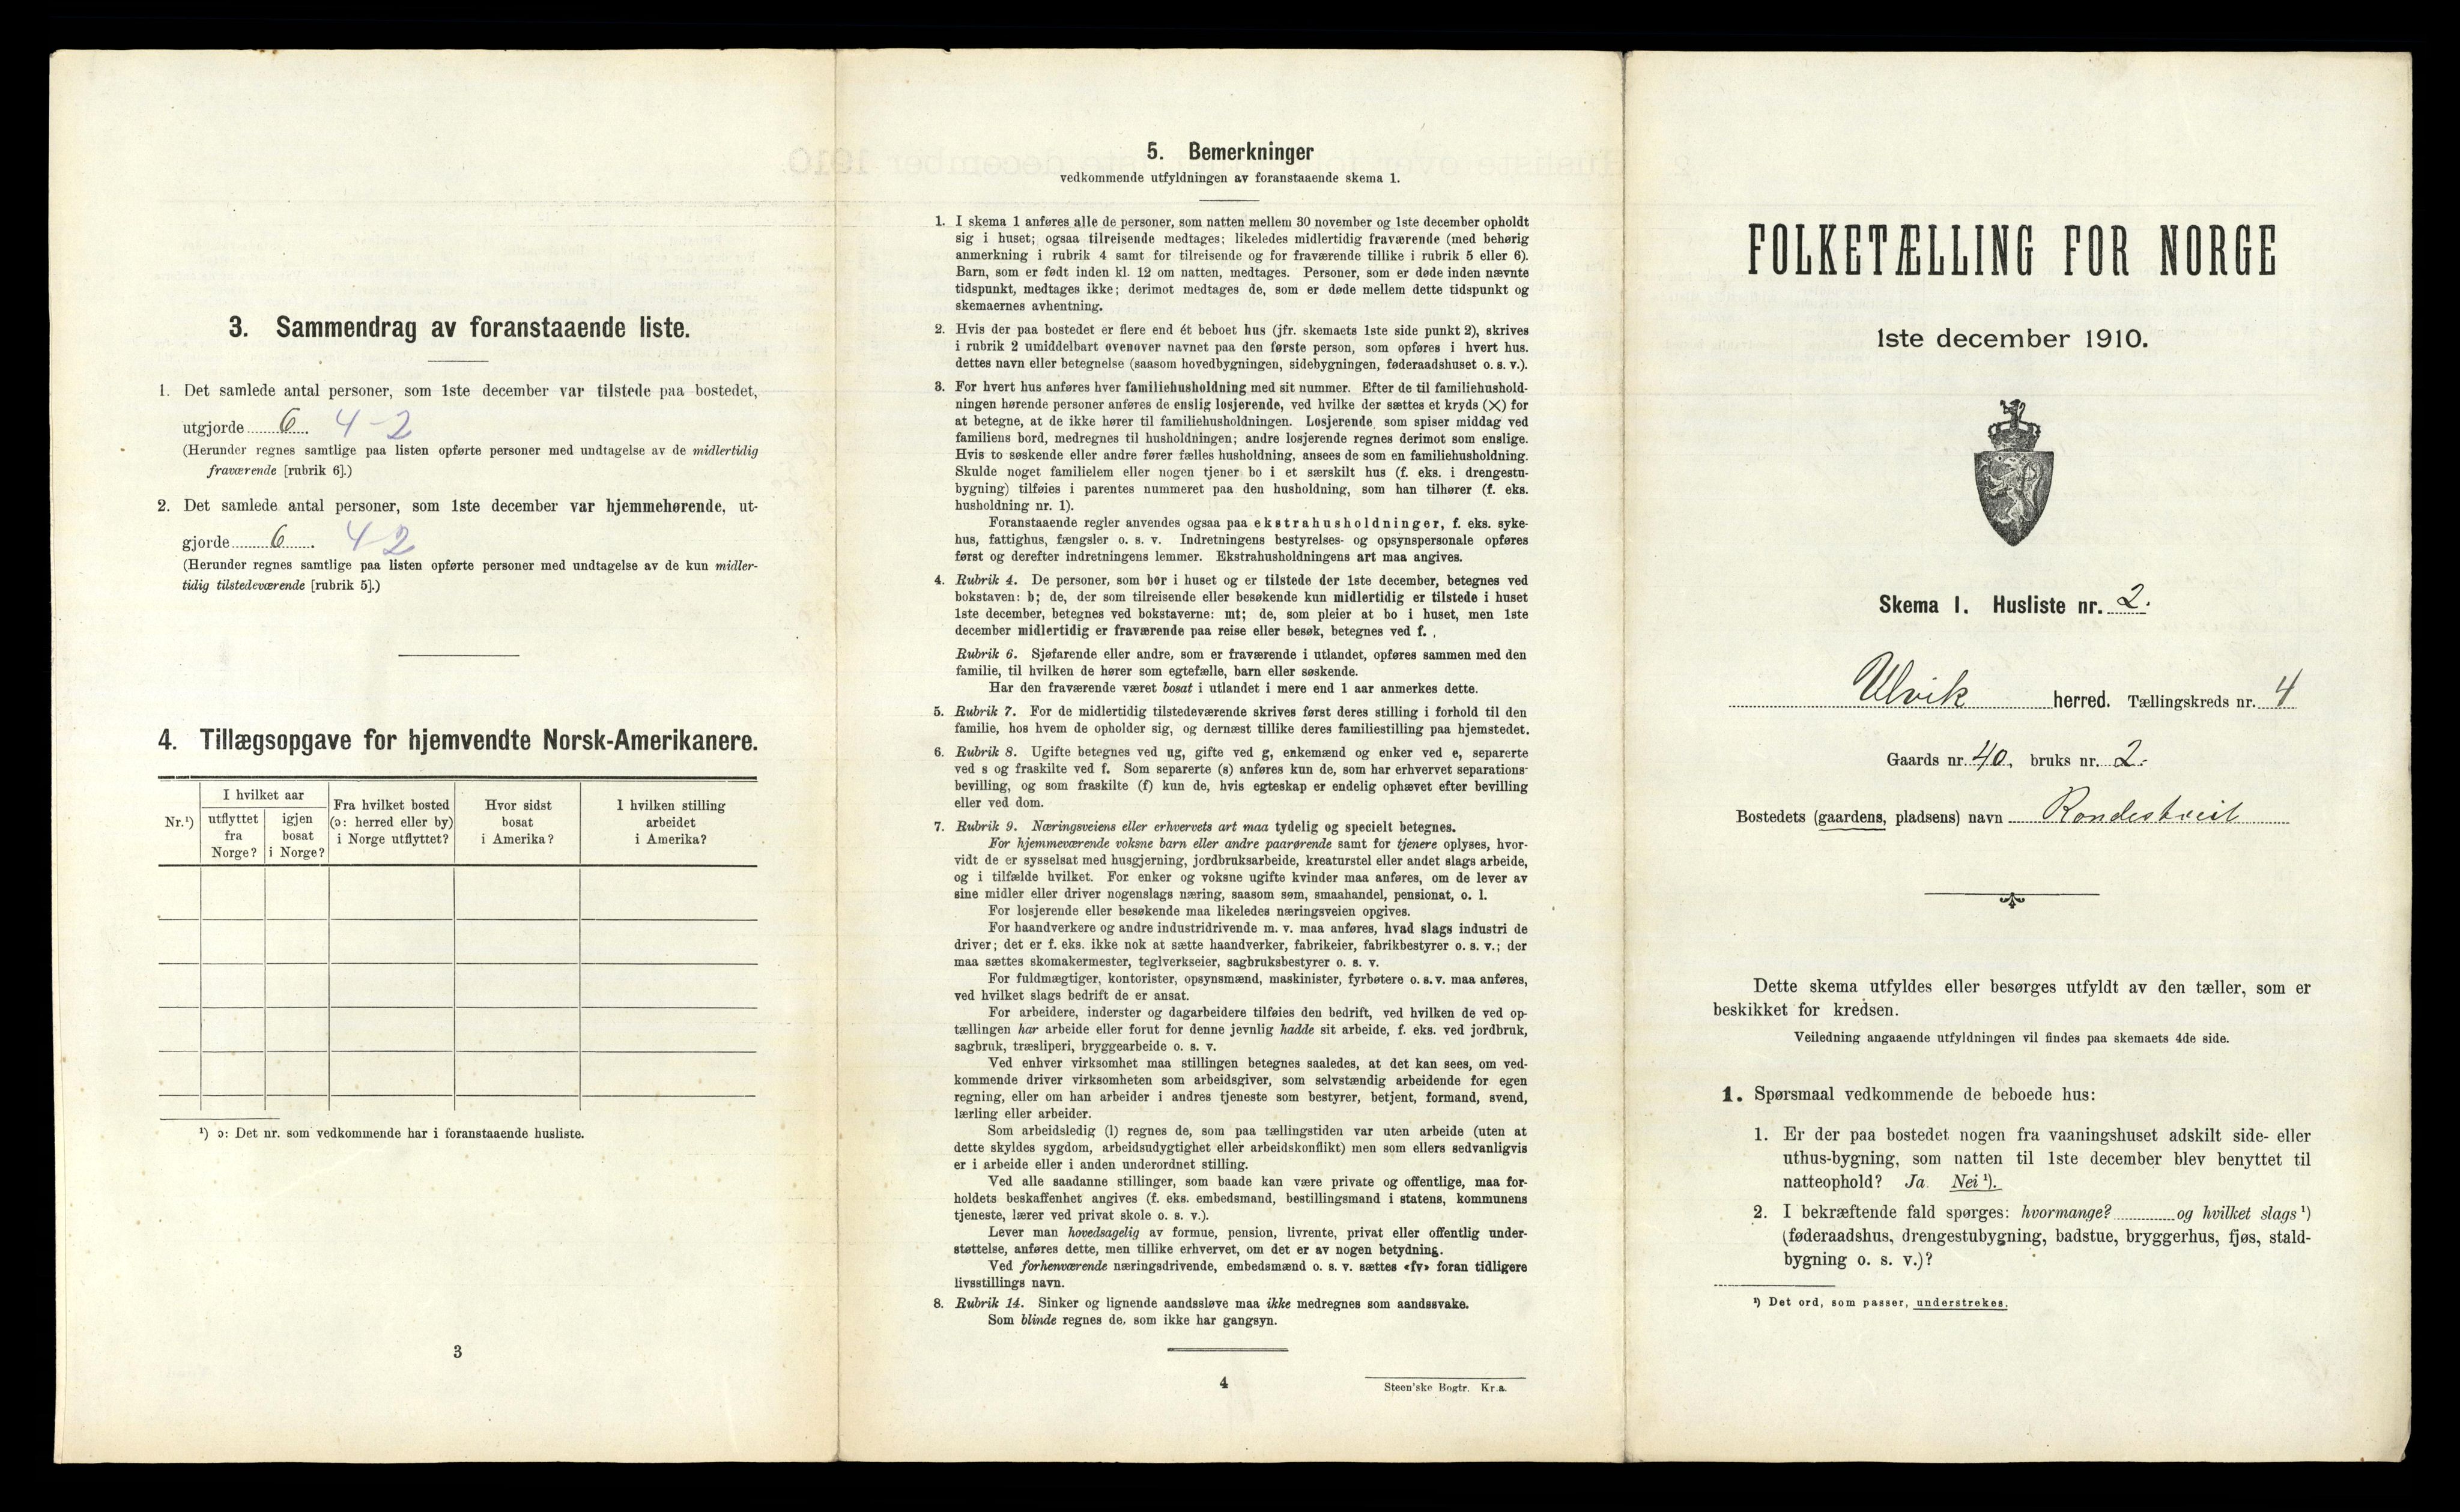 3. Sammendrag av foranstaaende liste.
1. Det samlede antal personer, som 1ste december var tilstede paa bostedet,
utgjorde 6. 4-2
(Herunder regnes samtlige paa listen opførte personer med undtagelse av de midlertidig
fraværende [rubrik 6].)
2. Det samlede antal personer, som 1ste december var hjemmehørende, ut-
gjorde 6. 4-2
(Herunder regnes samtlige paa listen opførte personer med undtagelse av de kun midler-
tidig tilstedeværende [rubrik 5].)
4. Tillægsopgave for hjemvendte Norsk-Amerikanere.
Nr.¹)
I hvilket aar
utflyttet
fra
Norge?
igjen
bosat
i Norge?
Fra hvilket bosted
(ɔ: herred eller by)
i Norge utflyttet?
Hvor sidst
bosat
i Amerika?
I hvilken stilling
arbeidet
i Amerika?
¹) ɔ: Det nr. som vedkommende har i foranstaaende husliste.
3
5. Bemerkninger
vedkommende utfyldningen av foranstaaende skema 1.
1. I skema 1 anføres alle de personer, som natten mellem 30 november og 1ste december opholdt
sig i huset; ogsaa tilreisende medtages; likeledes midlertidig fraværende (med behørig
anmerkning i rubrik 4 samt for tilreisende og for fraværende tillike i rubrik 5 eller 6).
Barn, som er født inden kl. 12 om natten, medtages. Personer, som er døde inden nævnte
tidspunkt, medtages ikke; derimot medtages de, som er døde mellem dette tidspunkt og
skemaernes avhentning.
2. Hvis der paa bostedet er flere end ét beboet hus (jfr. skemaets 1ste side punkt 2), skrives
i rubrik 2 umiddelbart øvenover navnet paa den første person, som opføres i hvert hus.
dettes navn eller betegnelse (saasom hovedbygningen, sidebygningen, føderaadshuset o. s. v.).
3. For hvert hus anføres hver familiehusholdning med sit nummer. Efter de til familiehushold-
ningen hørende personer anføres de enslig losjerende, ved hvilke der sættes et kryds (×) for
at betegne, at de ikke hører til familiehusholdningen. Losjerende som spiser middag ved
familiens bord, medregnes til husholdningen; andre losjerende regnes derimot som enslige.
Hvis to søskende eller andre fører fælles husholdning, ansees de som en familiehusholdning.
Skulde noget familielem eller nogen tjener bo i et særskilt hus (f. eks. i drengestu-
bygning) tilføies i parentes nummeret paa den husholdning, som han tilhører (f. eks.
husholdning nr. 1).
Foranstaaende regler anvendes ogsaa paa ekstrahusholdninger, f. eks. syke-
hus, fattighus, fængsler o. s. v. Indretningens bestyrelses- og opsynspersonale opføres
først og derefter indretningens lemmer. Ekstrahusholdningens art maa angives.
4. Rubrik 4. De personer, som bor i huset og er tilstede der 1ste december, betegnes ved
bokstaven: b; de, der som tilreisende eller besøkende kun midlertidig er tilstede i huset
1ste december, betegnes ved bokstaverne: mt; de, som pleier at bo i huset, men 1ste
december midlertidig er fraværende paa reise eller besøk, betegnes ved f.
Rubrik 6. Sjøfarende eller andre, som er fraværende i utlandet, opføres sammen med den
familie, til hvilken de hører som egtefælle, barn eller søskende.
Har den fraværende været bosat i utlandet i mere end 1 aar anmerkes dette.
5. Rubrik 7. For de midlertidig tilstedeværende skrives først deres stilling i forhold til den
familie, hos hvem de opholder sig, og dernæst tillike deres familiestilling paa hjemstedet.
6. Rubrik 8. Ugifte betegnes ved ug, gifte ved g, enkemænd og enker ved e, separerte
ved s og fraskilte ved f. Som separerte (s) anføres kun de, som har erhvervet separations-
bevilling, og som fraskilte (f) kun de, hvis egteskap er endelig ophævet efter bevilling
eller ved dom.
7. Rubrik 9. Næringsveiens eller erhvervets art maa tydelig og specielt betegnes.
For hjemmeværende voksne barn eller andre paarørende samt for tjenere oplyses, hvor-
vidt de er sysselsat med husgjerning, jordbruksarbeide, kreaturstel eller andet slags arbeide,
og i tilfælde hvilket. For enker og voksne ugifte kvinder maa anføres, om de lever av
sine midler eller driver nogenslags næring, saasom søm, smaahandel, pensionat, o. l.
For losjerende eller besøkende maa likeledes næringsveien opgives.
For haandverkere og andre industridrivende m. v. maa anføres, hvad slags industri de
driver; det er f. eks. ikke nok at sætte haandverker, fabrikeier, fabrikbestyrer o. s. v.; der
maa sættes skomakermester, teglverkseier, sagbruksbestyrer o. s. v.
For fuldmægtiger, kontorister, opsynsmænd, maskinister, fyrbøtere o. s. v. maa anføres,
ved hvilket slags bedrift de er ansat.
For arbeidere, inderster og dagarbeidere tilføies den bedrift, ved hvilken de ved op-
tællingen har arbeide eller forut for denne jevnlig hadde sit arbeide, f. eks. ved jordbruk,
sagbruk, træsliperi, bryggearbeide o. s. v.
Ved enhver virksomhet maa stillingen betegnes saaledes, at det kan sees, om ved-
kommende driver virksomheten som arbeidsgiver, som selvstændig arbeidende for egen
regning, eller om han arbeider i andres tjeneste som bestyrer, betjent, formand, svend,
lærling eller arbeider.
Som arbeidsledig (l) regnes de, som paa tællingstiden var uten arbeide (uten at
dette skyldes sygdom, arbeidsudygtighet eller arbeidskonflikt) men som ellers sedvanligvis
er i arbeide eller i anden underordnet stilling.
Ved alle saadanne stillinger, som baade kan være private og offentlige, maa for-
holdets beskaffenhet angives (f. eks. embedsmand, bestillingsmand i statens, kommunens
tjeneste, lærer ved privat skole o. s. v.).
Lever man hovedsagelig av formue, pension, livrente, privat eller offentlig under-
støttelse, anføres dette, men tillike erhvervet, om det er av nogen betydning.
Ved forhenværende næringsdrivende, embedsmænd o. s. v. sættes «fv» foran tidligere
livsstillings navn.
8. Rubrik 14. Sinker og lignende aandssløve maa ikke medregnes som aandssvake.
Som blinde regnes de, som ikke har gangsyn.
4
Steen'ske Bogtr. Kr.a.
FOLKETÆLLING FOR NORGE
1ste december 1910.
Skema 1. Husliste nr. 2.
Ulvik herred. Tællingskreds nr. 4
Gaards nr. 40, bruks nr. 2.
Bostedets (gaardens, pladsens) navn Rondestveit
Dette skema utfyldes eller besørges utfyldt av den tæller, som er
beskikket for kredsen.
Veiledning angaaende utfyldningen vil findes paa skemaets 4de side.
1. Spørsmaal vedkommende de beboede hus:
1. Er der paa bostedet nogen fra vaaningshuset adskilt side- eller
uthus-bygning, som natten til 1ste december blev benyttet til
natteophold? Ja. Nei ¹).
2. I bekræftende fald spørges: hvormange? og hvilket slags ¹)
(føderaadshus, drengestubygning, badstue, bryggerhus, fjøs, stald-
bygning o. s. v.)?
¹) Det ord, som passer, understrekes.